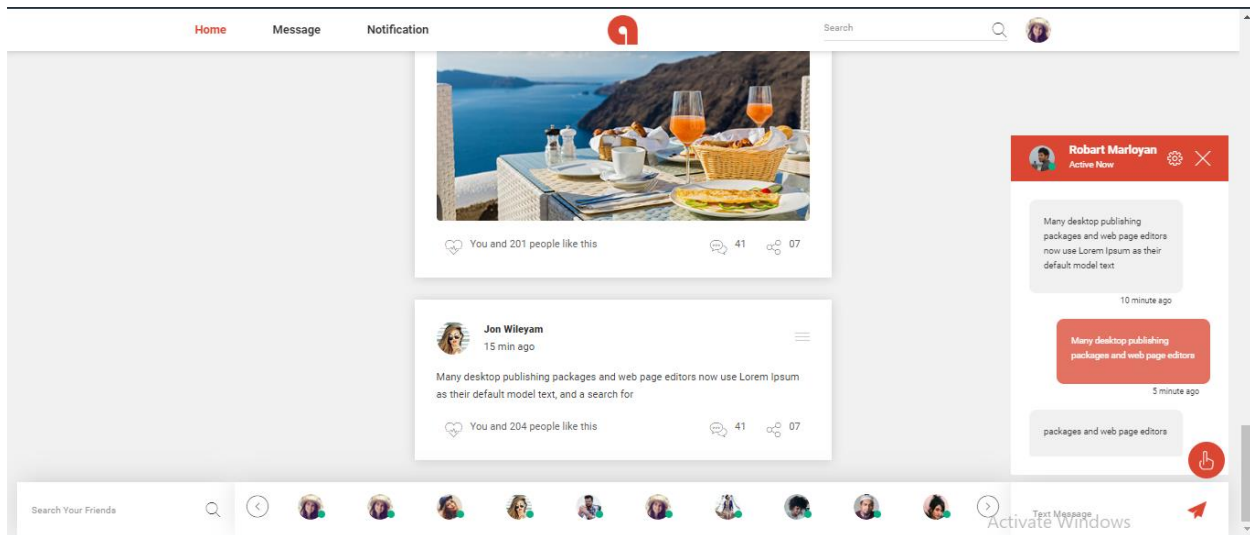 Home Message Notification
Search
You and 201 people like this 41 07
Jon Wileyam
15 min ago
Many desktop publishing packages and web page editors now use Lorem Ipsum
as their default model text, and a search for
You and 204 people like this 41 07
Robart Marloyan
Active Now
Many desktop publishing
packages and web page editors
now use Lorem Ipsum as their
default model text
10 minute ago
Many desktop publishing
packages and web page editors
5 minute ago
packages and web page editors
Search Your Friends
Text Message
Activate Windows